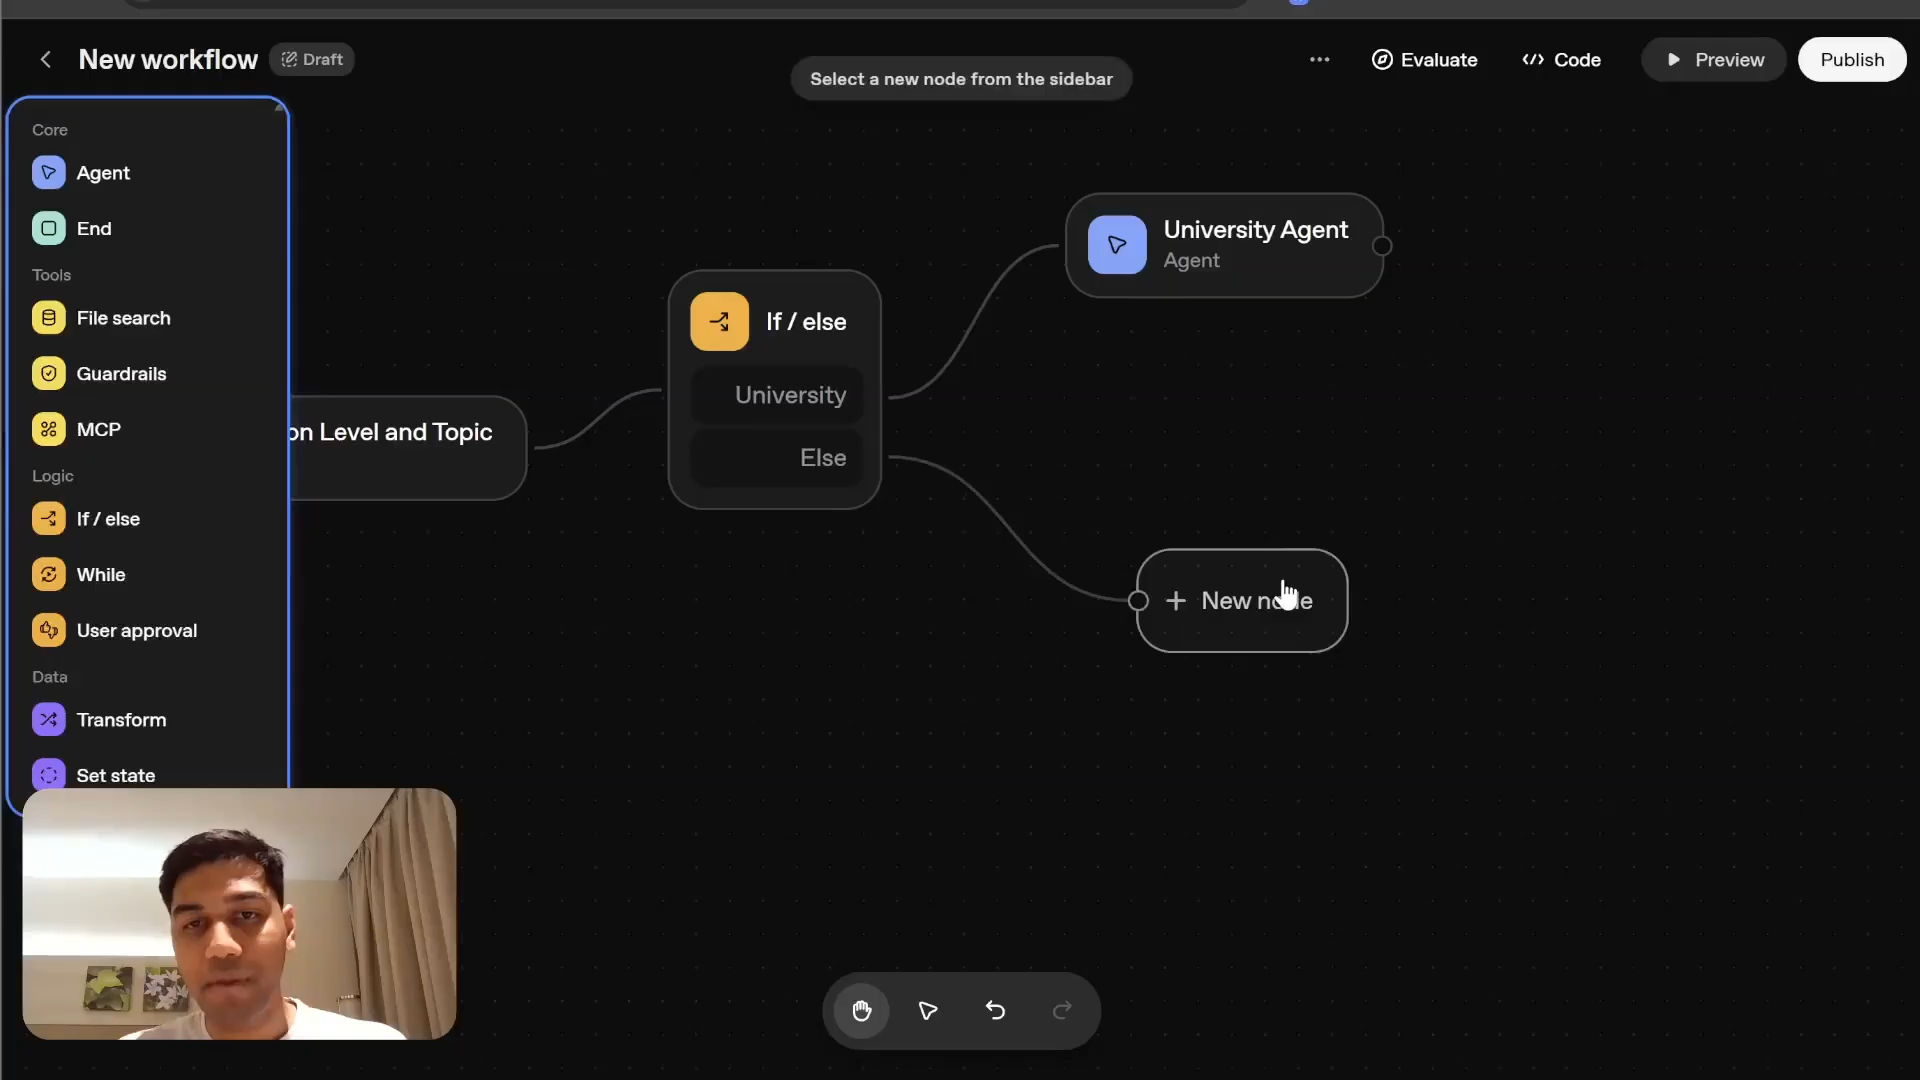 New workflow
Draft
Select a new node from the sidebar
Evaluate
Code
Preview
Publish
Core
Agent
End
Tools
File search
Guardrails
MCP
Logic
If / else
While
User approval
Data
Transform
Set state
on Level and Topic
If / else
University
Else
University Agent
Agent
New node